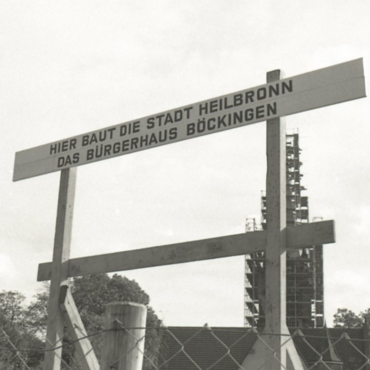 HIER BAUT DIE STADT HEILBRONN
DAS BÜRGERHAUS BÖCKINGEN